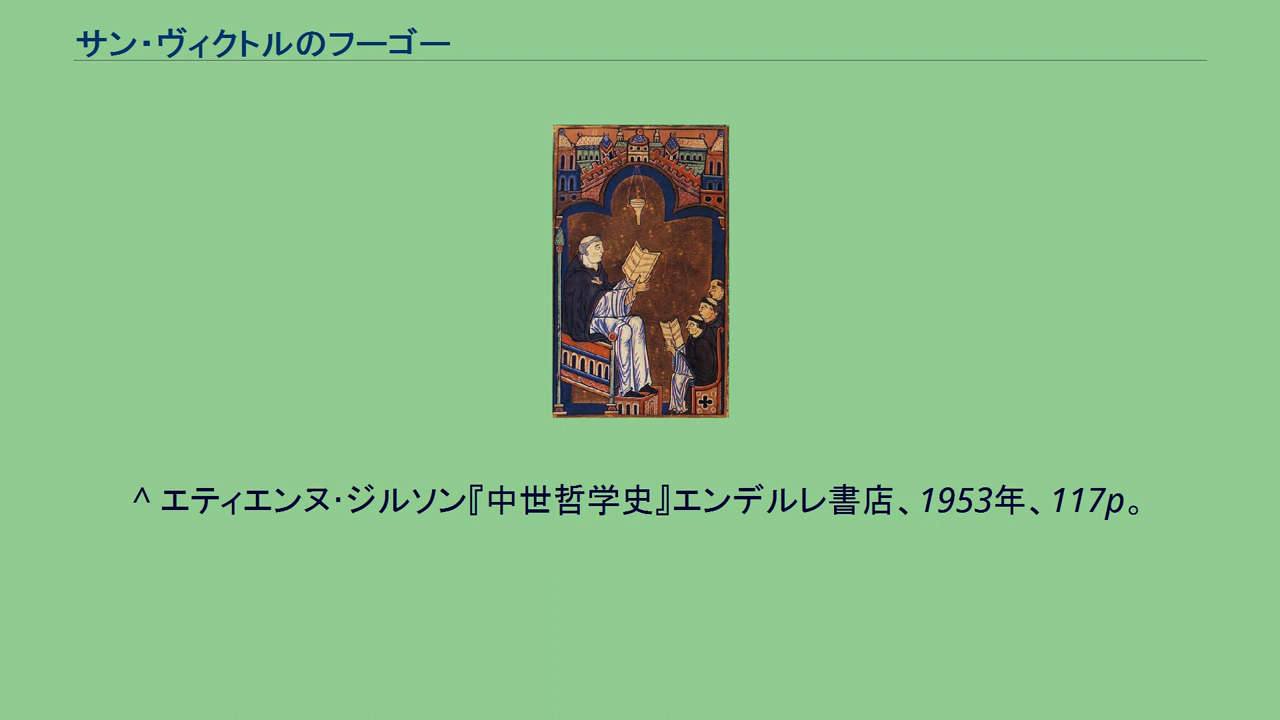 サン・ヴィクトルのフーゴー
^ エティエンヌ·ジルソン『中世哲学史』エンデルレ書店、1953年、117p。